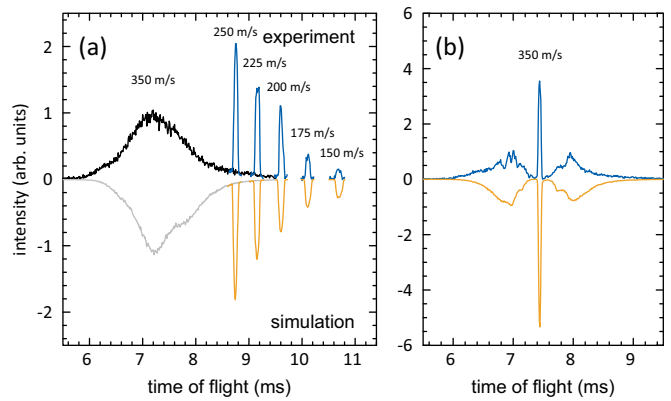 (a)
250 m/s
experiment
225 m/s
350 m/s
200 m/s
175 m/s
150 m/s
simulation
intensity (arb. units)
2
1
0
-1
-2
6 7 8 9 10 11
time of flight (ms)
(b)
350 m/s
6
4
2
0
-2
-4
-6
6 7 8 9
time of flight (ms)